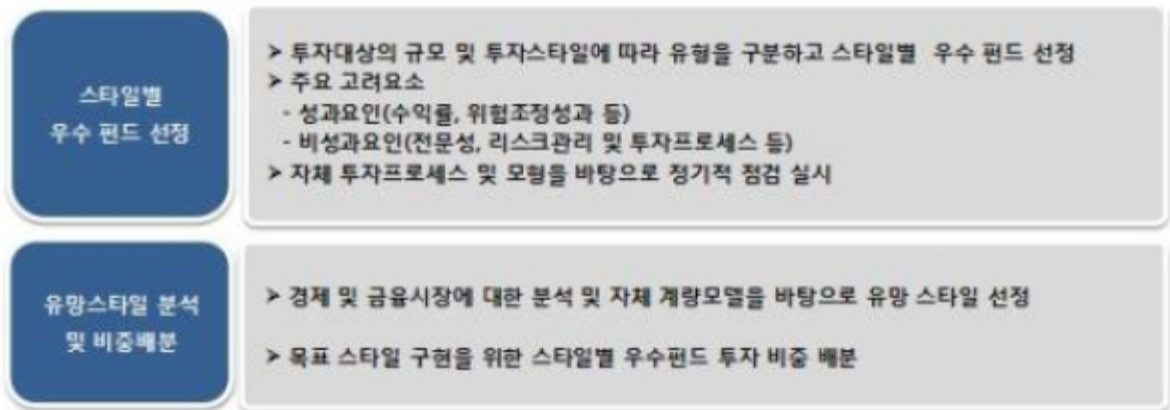 스타일별
우수 펀드 선정
➢ 투자대상의 규모 및 투자스타일에 따라 유형을 구분하고 스타일별 우수 펀드 선정
➢ 주요 고려요소
- 성과요인(수익률, 위험조정성과 등)
- 비성과요인(전문성, 리스크관리 및 투자프로세스 등)
➢ 자체 투자프로세스 및 모형을 바탕으로 정기적 점검 실시
유망스타일 분석
및 비중배분
➢ 경제 및 금융시장에 대한 분석 및 자체 계량모델을 바탕으로 유망 스타일 선정
➢ 목표 스타일 구현을 위한 스타일별 우수펀드 투자 비중 배분